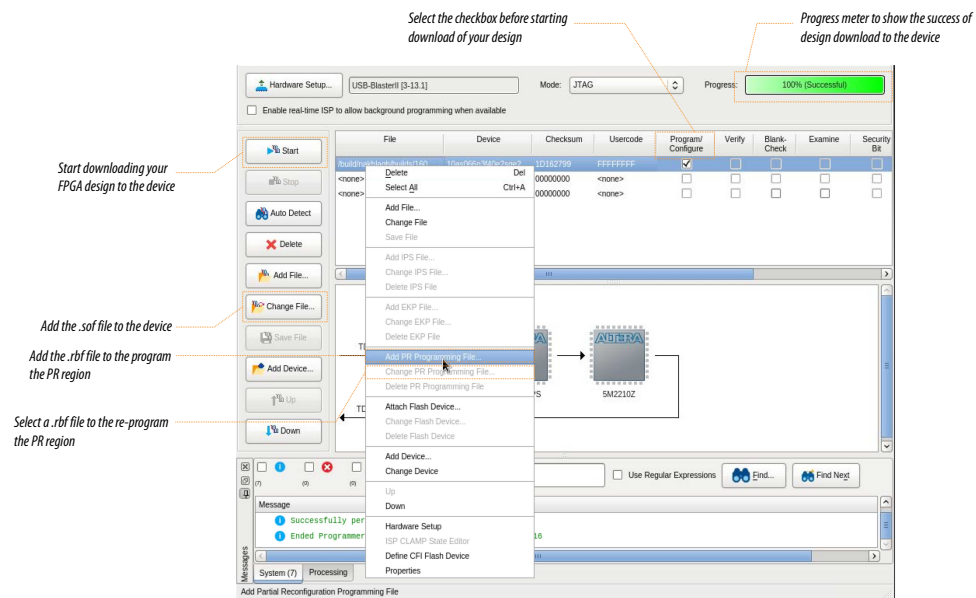 Select the checkbox before starting
download of your design
Progress meter to show the success of
design download to the device
Hardware Setup... USB-BlasterII [3-13.1] Mode: JTAG Progress: 100% (Successful)
Enable real-time ISP to allow background programming when available
File Device Checksum Usercode Program/ Configure Verify Blank- Check Examine Security Bit
Start downloading your
FPGA design to the device
Start
Stop
Auto Detect
Delete
Add File...
Change File...
Save File
Add Device...
Up
Down
1D162799 FFFFFFFF
<none> 00000000 <none>
<none> 00000000 <none>
Add the .sof file to the device
Add the .rbf file to the program
the PR region
Select a .rbf file to the re-program
the PR region
Delete Del
Select All Ctrl+A
Add File...
Change File
Save File
Add IPS File...
Change IPS File...
Delete IPS File
Add EKP File...
Change EKP File...
Delete EKP File
Add PR Programming File...
Change PR Programming File...
Delete PR Programming File
Attach Flash Device...
Change Flash Device...
Delete Flash Device
Add Device...
Change Device
Up
Down
Hardware Setup
ISP CLAMP State Editor
Define CFI Flash Device
Properties
ALTERA
5M2210Z
Use Regular Expressions Find... Find Next
(7) (0) (0)
Message
Successfully per
Ended Programmer 16
Messages
System (7) Processing
Add Partial Reconfiguration Programming File